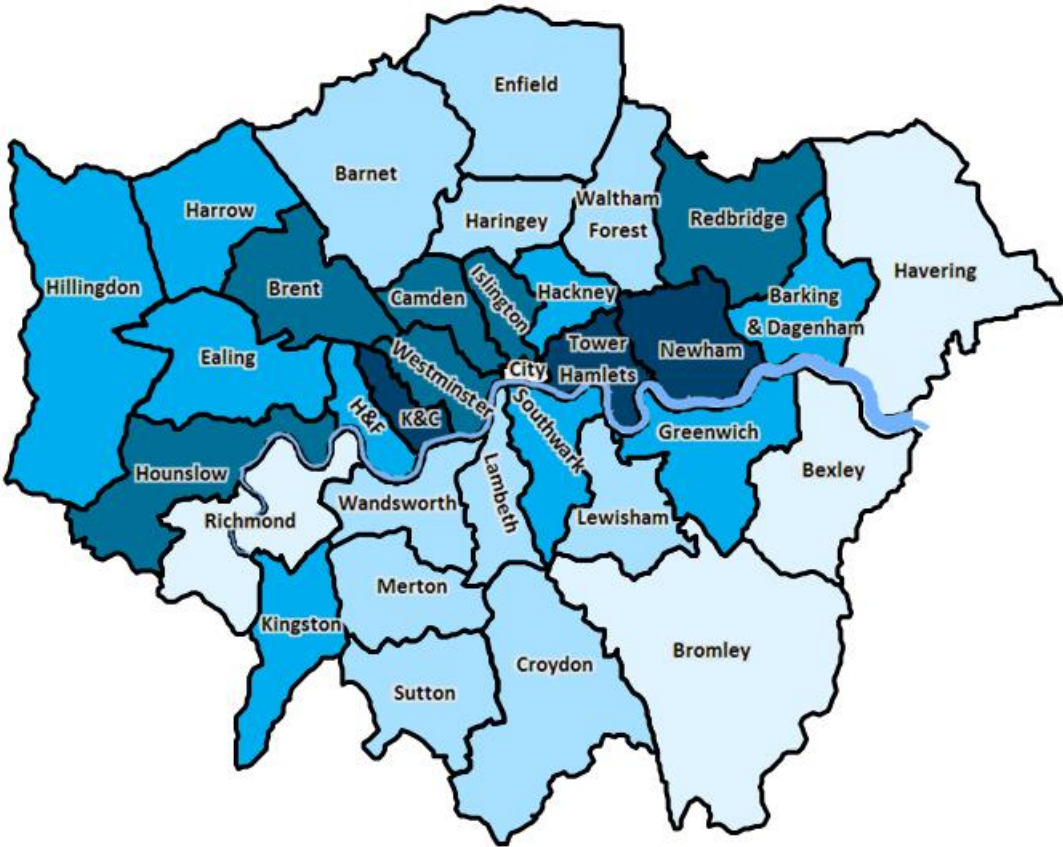 Enfield
Barnet
Waltham
Forest
Harrow
Haringey
Redbridge
Havering
Hillingdon
Brent
Camden
Islington
Hackney
Barking
& Dagenham
Ealing
Tower
Hamlets
Newham
City
Westminster
H&F
K&C
Southwark
Greenwich
Hounslow
Bexley
Lambeth
Wandsworth
Richmond
Lewisham
Merton
Kingston
Bromley
Croydon
Sutton